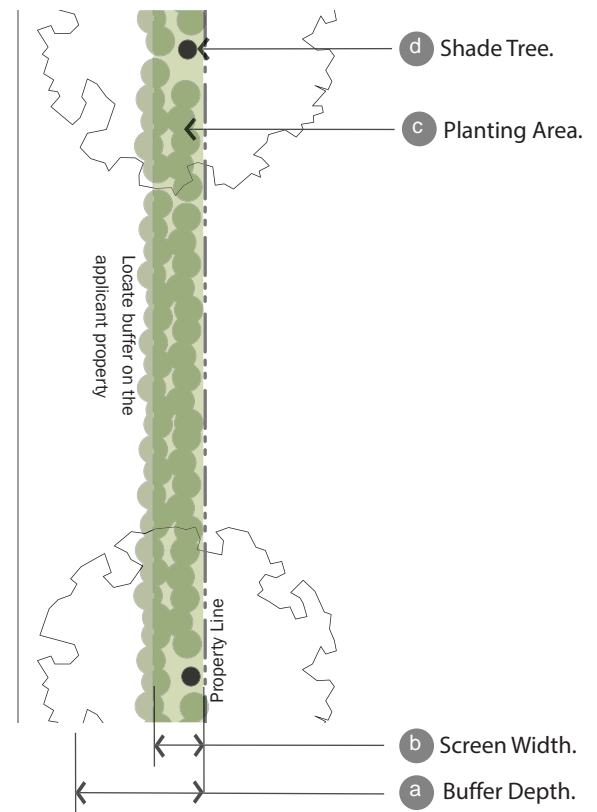 d Shade Tree.
c Planting Area.
Locate buffer on the
applicant property
Property Line
b Screen Width.
a Buffer Depth.